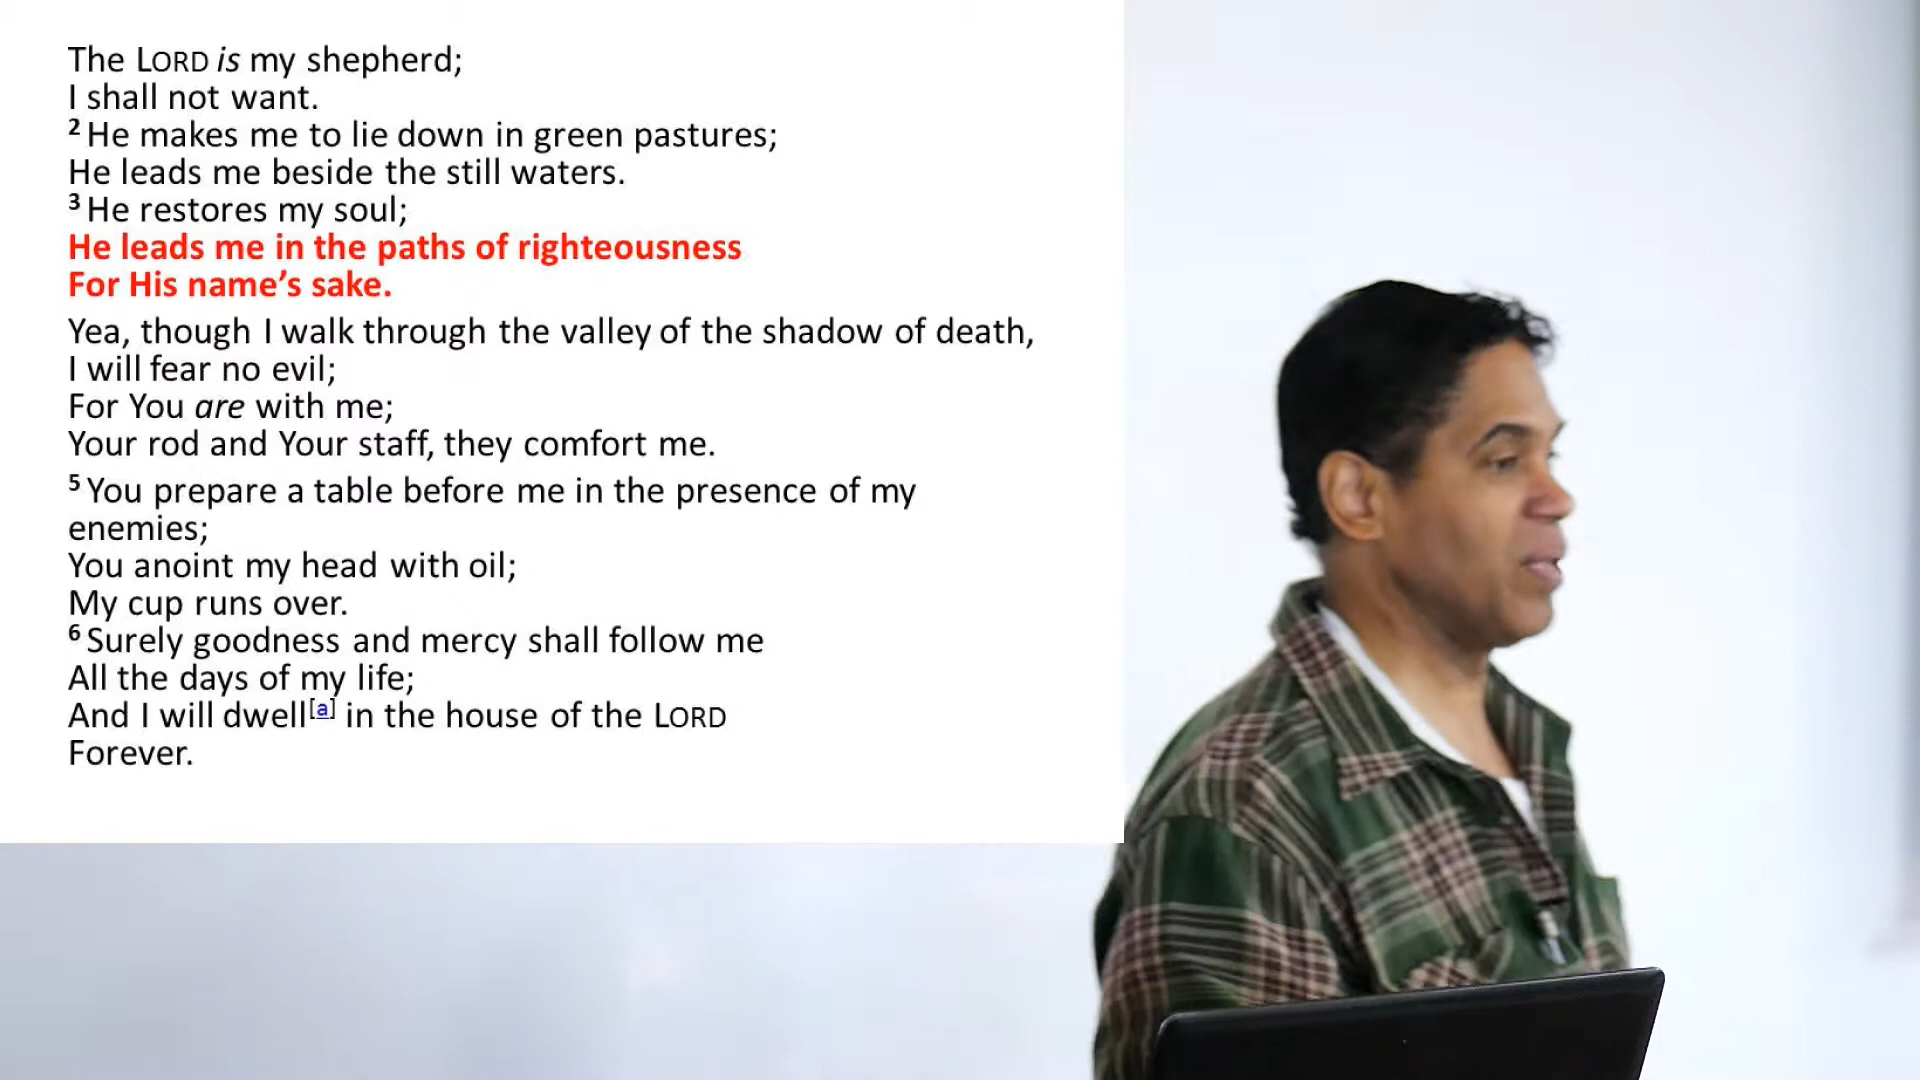 The LORD is my shepherd;
I shall not want.
2 He makes me to lie down in green pastures;
He leads me beside the still waters.
3 He restores my soul;
He leads me in the paths of righteousness
For His name’s sake.
Yea, though I walk through the valley of the shadow of death,
I will fear no evil;
For You are with me;
Your rod and Your staff, they comfort me.
5 You prepare a table before me in the presence of my
enemies;
You anoint my head with oil;
My cup runs over.
6 Surely goodness and mercy shall follow me
All the days of my life;
And I will dwell[a] in the house of the LORD
Forever.